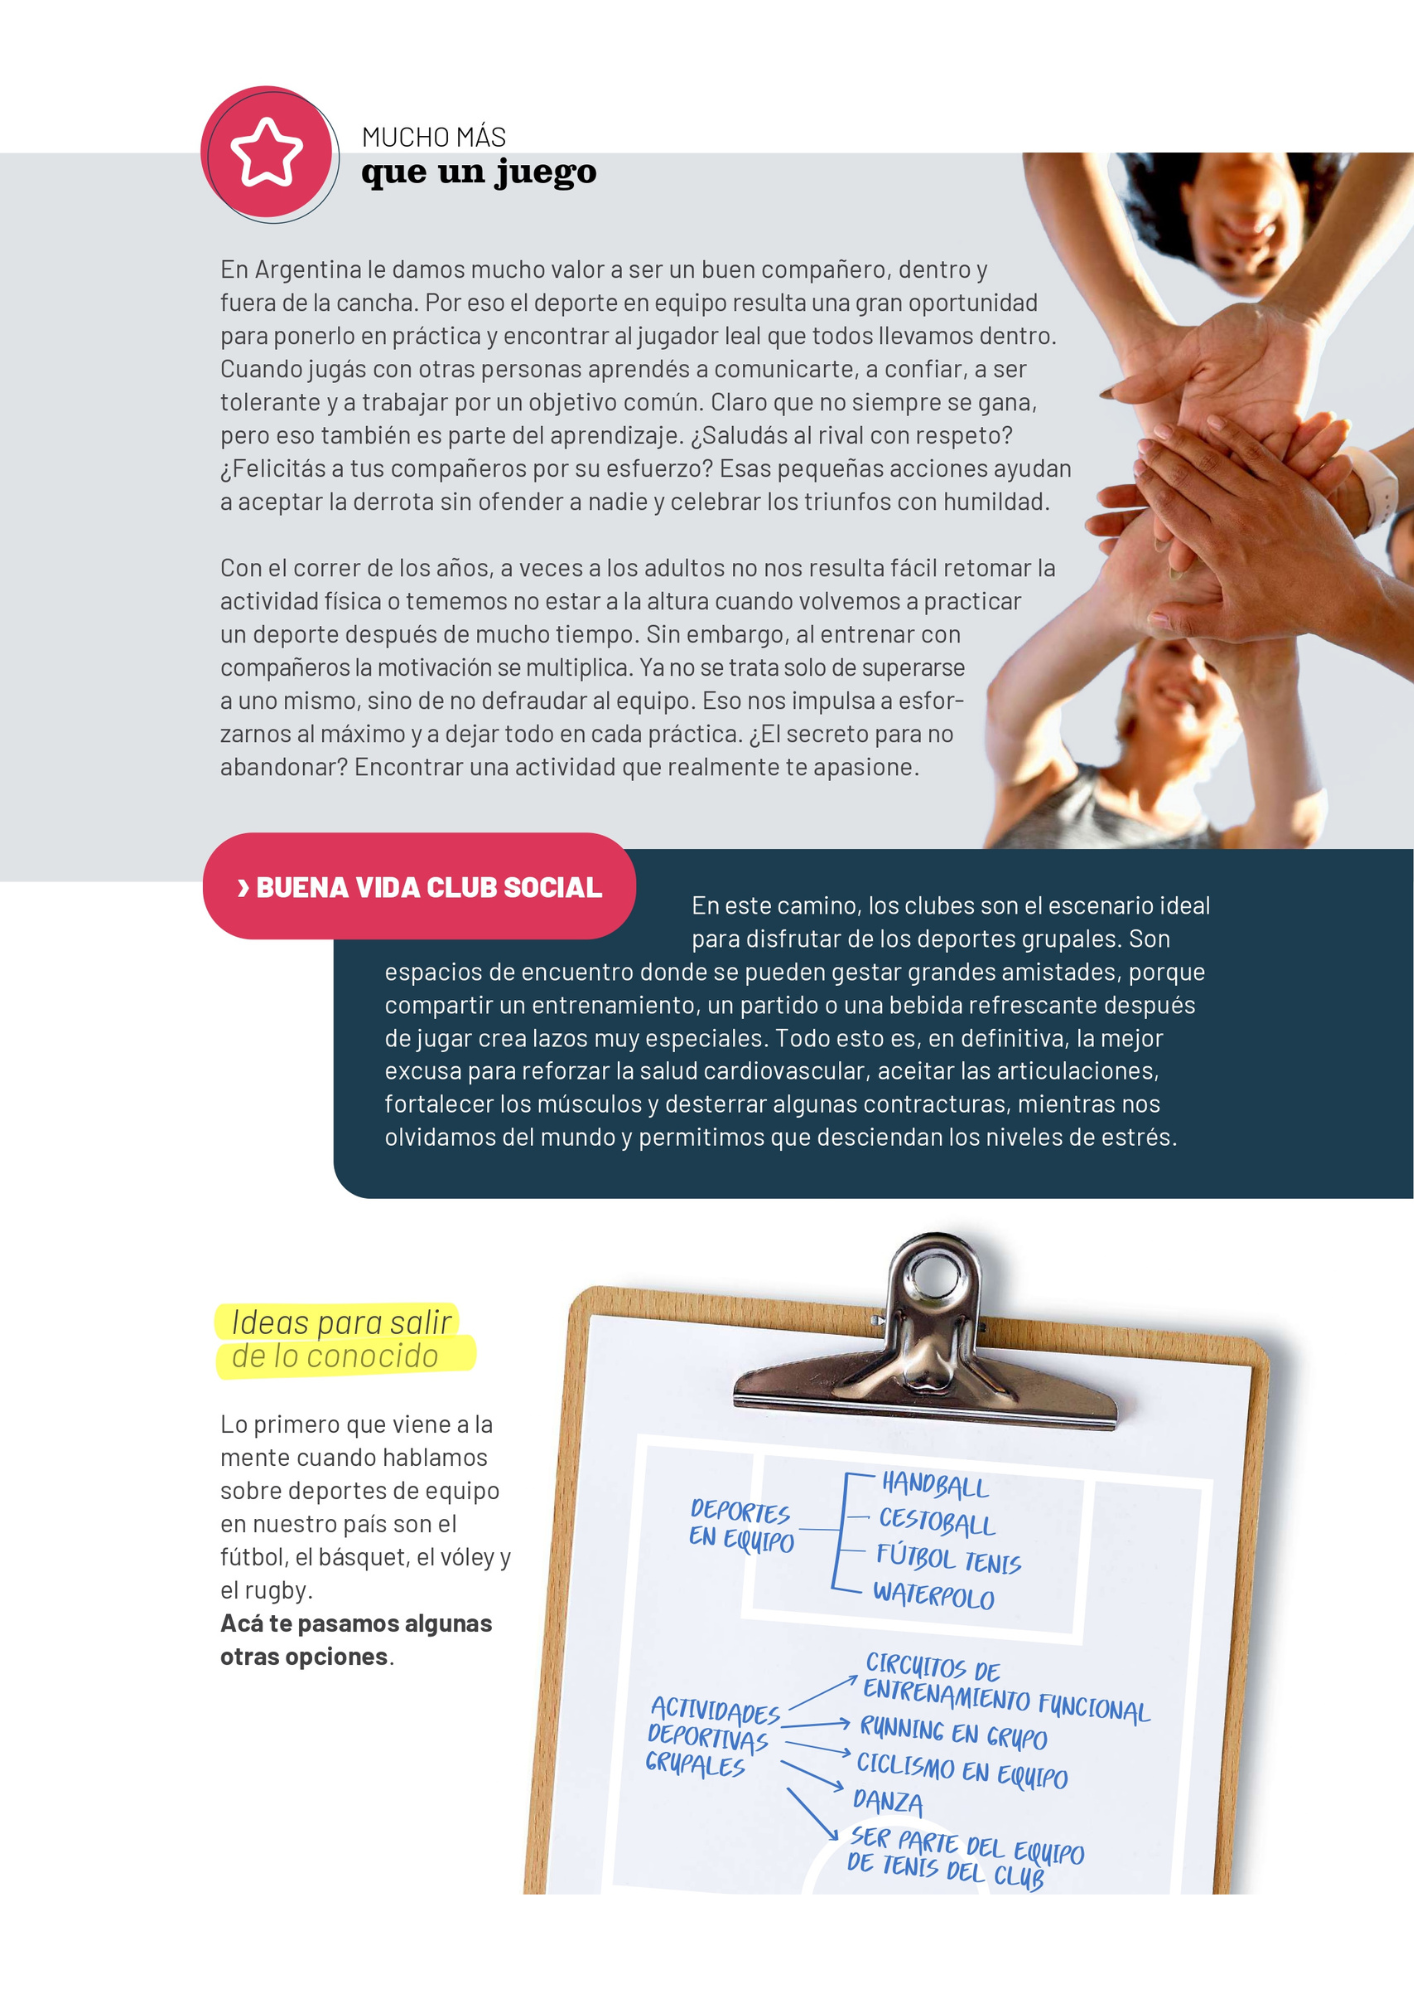 MUCHO MÁS
que un juego
En Argentina le damos mucho valor a ser un buen compañero, dentro y
fuera de la cancha. Por eso el deporte en equipo resulta una gran oportunidad
para ponerlo en práctica y encontrar al jugador leal que todos llevamos dentro.
Cuando jugás con otras personas aprendés a comunicarte, a confiar, a ser
tolerante y a trabajar por un objetivo común. Claro que no siempre se gana,
pero eso también es parte del aprendizaje. ¿Saludás al rival con respeto?
¿Felicitás a tus compañeros por su esfuerzo? Esas pequeñas acciones ayudan
a aceptar la derrota sin ofender a nadie y celebrar los triunfos con humildad.
Con el correr de los años, a veces a los adultos no nos resulta fácil retomar la
actividad física o tememos no estar a la altura cuando volvemos a practicar
un deporte después de mucho tiempo. Sin embargo, al entrenar con
compañeros la motivación se multiplica. Ya no se trata solo de superarse
a uno mismo, sino de no defraudar al equipo. Eso nos impulsa a esfor-
zarnos al máximo y a dejar todo en cada práctica. ¿El secreto para no
abandonar? Encontrar una actividad que realmente te apasione.
› BUENA VIDA CLUB SOCIAL
En este camino, los clubes son el escenario ideal
para disfrutar de los deportes grupales. Son
espacios de encuentro donde se pueden gestar grandes amistades, porque
compartir un entrenamiento, un partido o una bebida refrescante después
de jugar crea lazos muy especiales. Todo esto es, en definitiva, la mejor
excusa para reforzar la salud cardiovascular, aceitar las articulaciones,
fortalecer los músculos y desterrar algunas contracturas, mientras nos
olvidamos del mundo y permitimos que desciendan los niveles de estrés.
Ideas para salir
de lo conocido
Lo primero que viene a la
mente cuando hablamos
sobre deportes de equipo
en nuestro país son el
fútbol, el básquet, el vóley y
el rugby.
Acá te pasamos algunas
otras opciones.
DEPORTES
EN EQUIPO
HANDBALL
CESTOBALL
FÚTBOL TENIS
WATERPOLO
ACTIVIDADES
DEPORTIVAS
GRUPALES
CIRCUITOS DE
ENTRENAMIENTO FUNCIONAL
RUNNING EN GRUPO
CICLISMO EN EQUIPO
DANZA
SER PARTE DEL EQUIPO
DE TENIS DEL CLUB